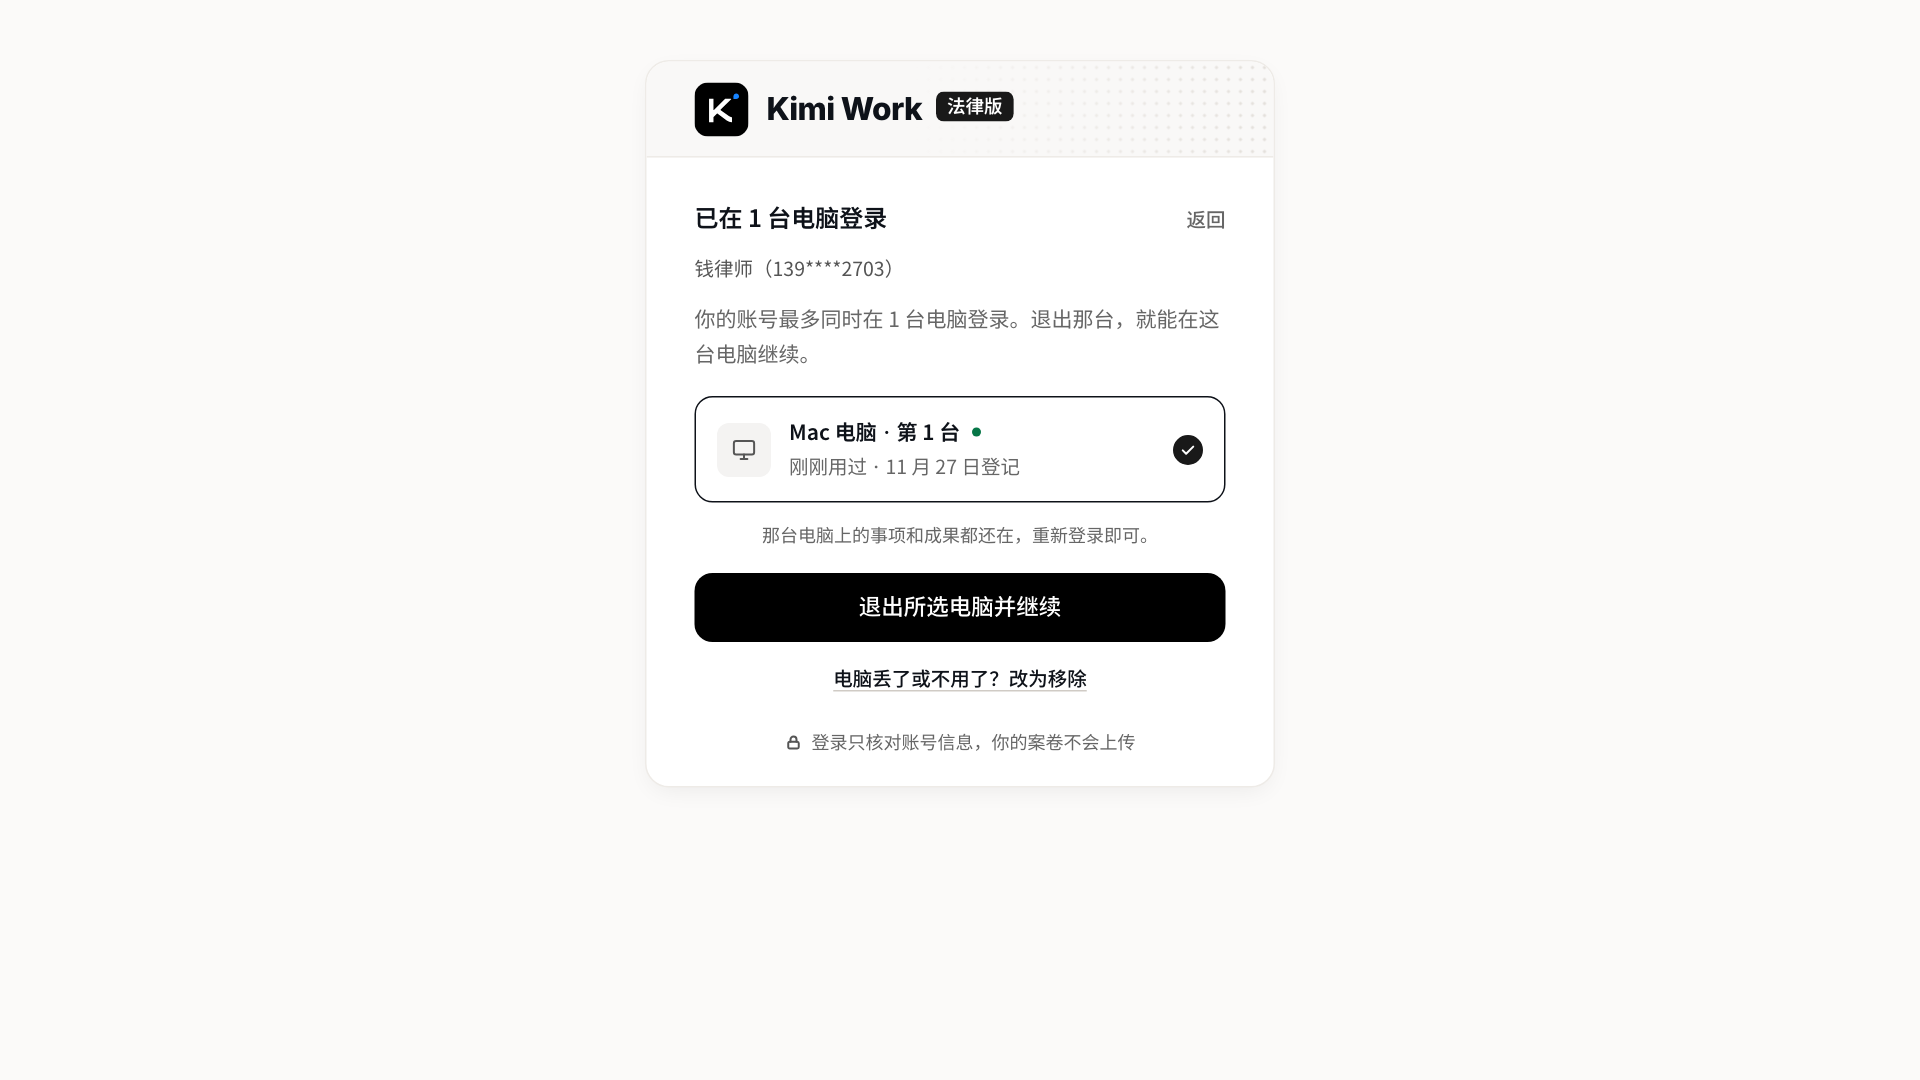 Kimi Work 法律版
已在 1 台电脑登录
返回
钱律师（139****2703）
你的账号最多同时在 1 台电脑登录。退出那台，就能在这
台电脑继续。
Mac 电脑 · 第 1 台
刚刚用过 · 11 月 27 日登记
那台电脑上的事项和成果都还在，重新登录即可。
退出所选电脑并继续
电脑丢了或不用了？改为移除
登录只核对账号信息，你的案卷不会上传